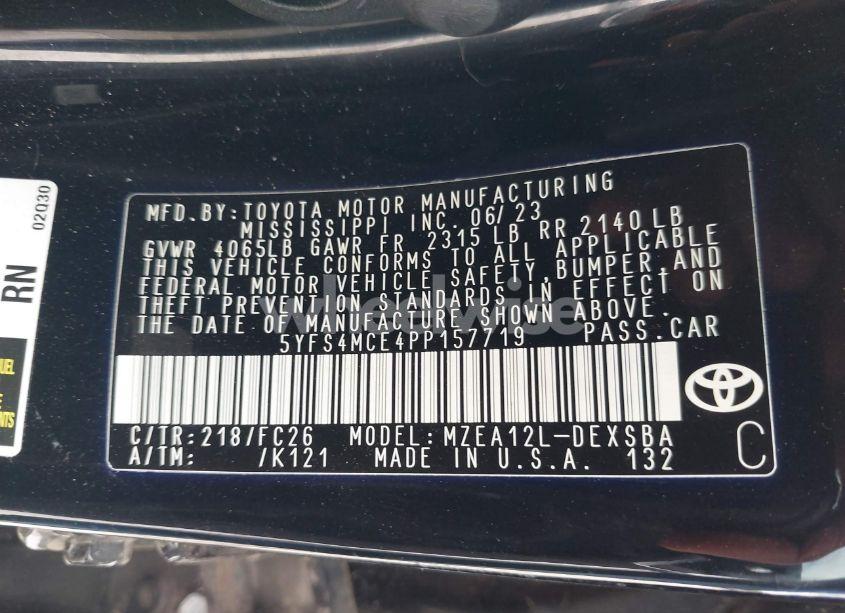 MFD. BY: TOYOTA MOTOR MANUFACTURING
MISSISSIPPI INC. 06/23
GVWR 4065LB GAWR FR 2315 LB RR 2140 LB
THIS VEHICLE CONFORMS TO ALL APPLICABLE
FEDERAL MOTOR VEHICLE SAFETY, BUMPER, AND
THEFT PREVENTION STANDARDS IN EFFECT ON
THE DATE OF MANUFACTURE SHOWN ABOVE.
5YFS4MCE4PP157719 PASS. CAR
C/TR: 218/FC26 MODEL: MZEA12L-DEXSBA
A/TM: /K121 MADE IN U.S.A. 132
C
02030
RN